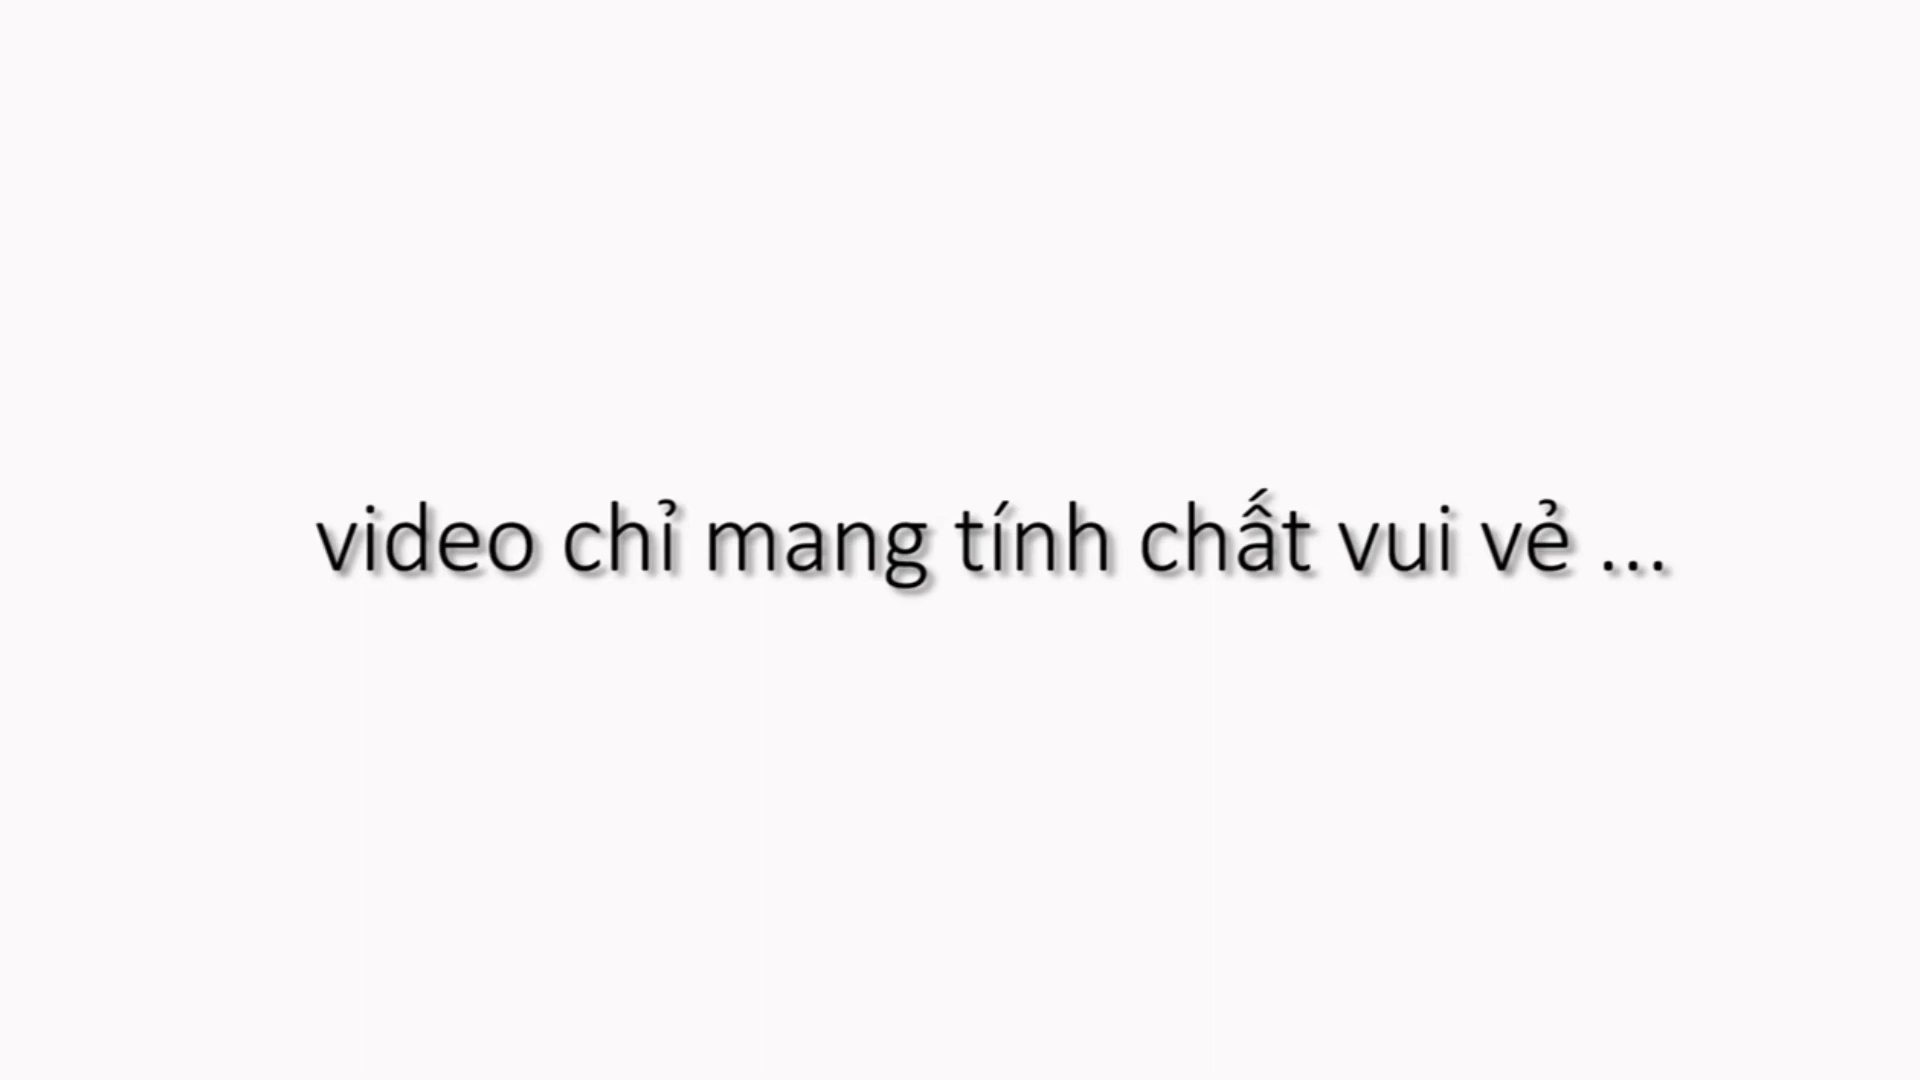 video chỉ mang tính chất vui vẻ ...